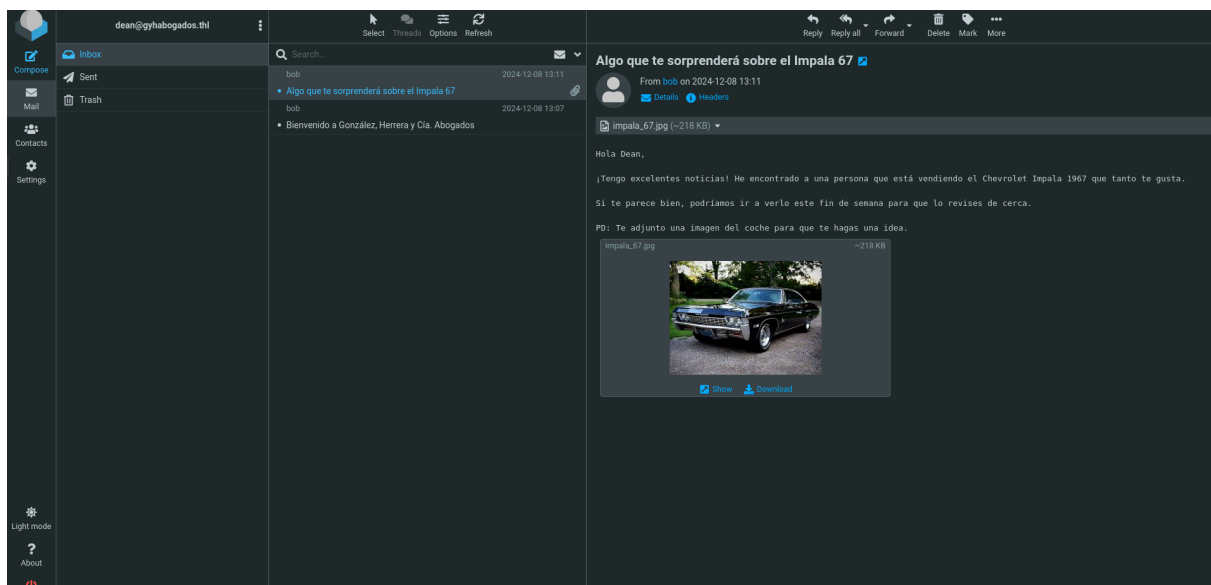 dean@gyhabogados.thl
Compose
Mail
Contacts
Settings
Light mode
About
Inbox
Sent
Trash
Select Threads Options Refresh
Search...
bob 2024-12-08 13:11
Algo que te sorprenderá sobre el Impala 67
bob 2024-12-08 13:07
Bienvenido a González, Herrera y Cía. Abogados
Reply Reply all Forward Delete Mark More
Algo que te sorprenderá sobre el Impala 67
From bob on 2024-12-08 13:11
Details Headers
impala_67.jpg (~218 KB)
Hola Dean,
¡Tengo excelentes noticias! He encontrado a una persona que está vendiendo el Chevrolet Impala 1967 que tanto te gusta.
Si te parece bien, podríamos ir a verlo este fin de semana para que lo revises de cerca.
PD: Te adjunto una imagen del coche para que te hagas una idea.
impala_67.jpg ~218 KB
Show Download